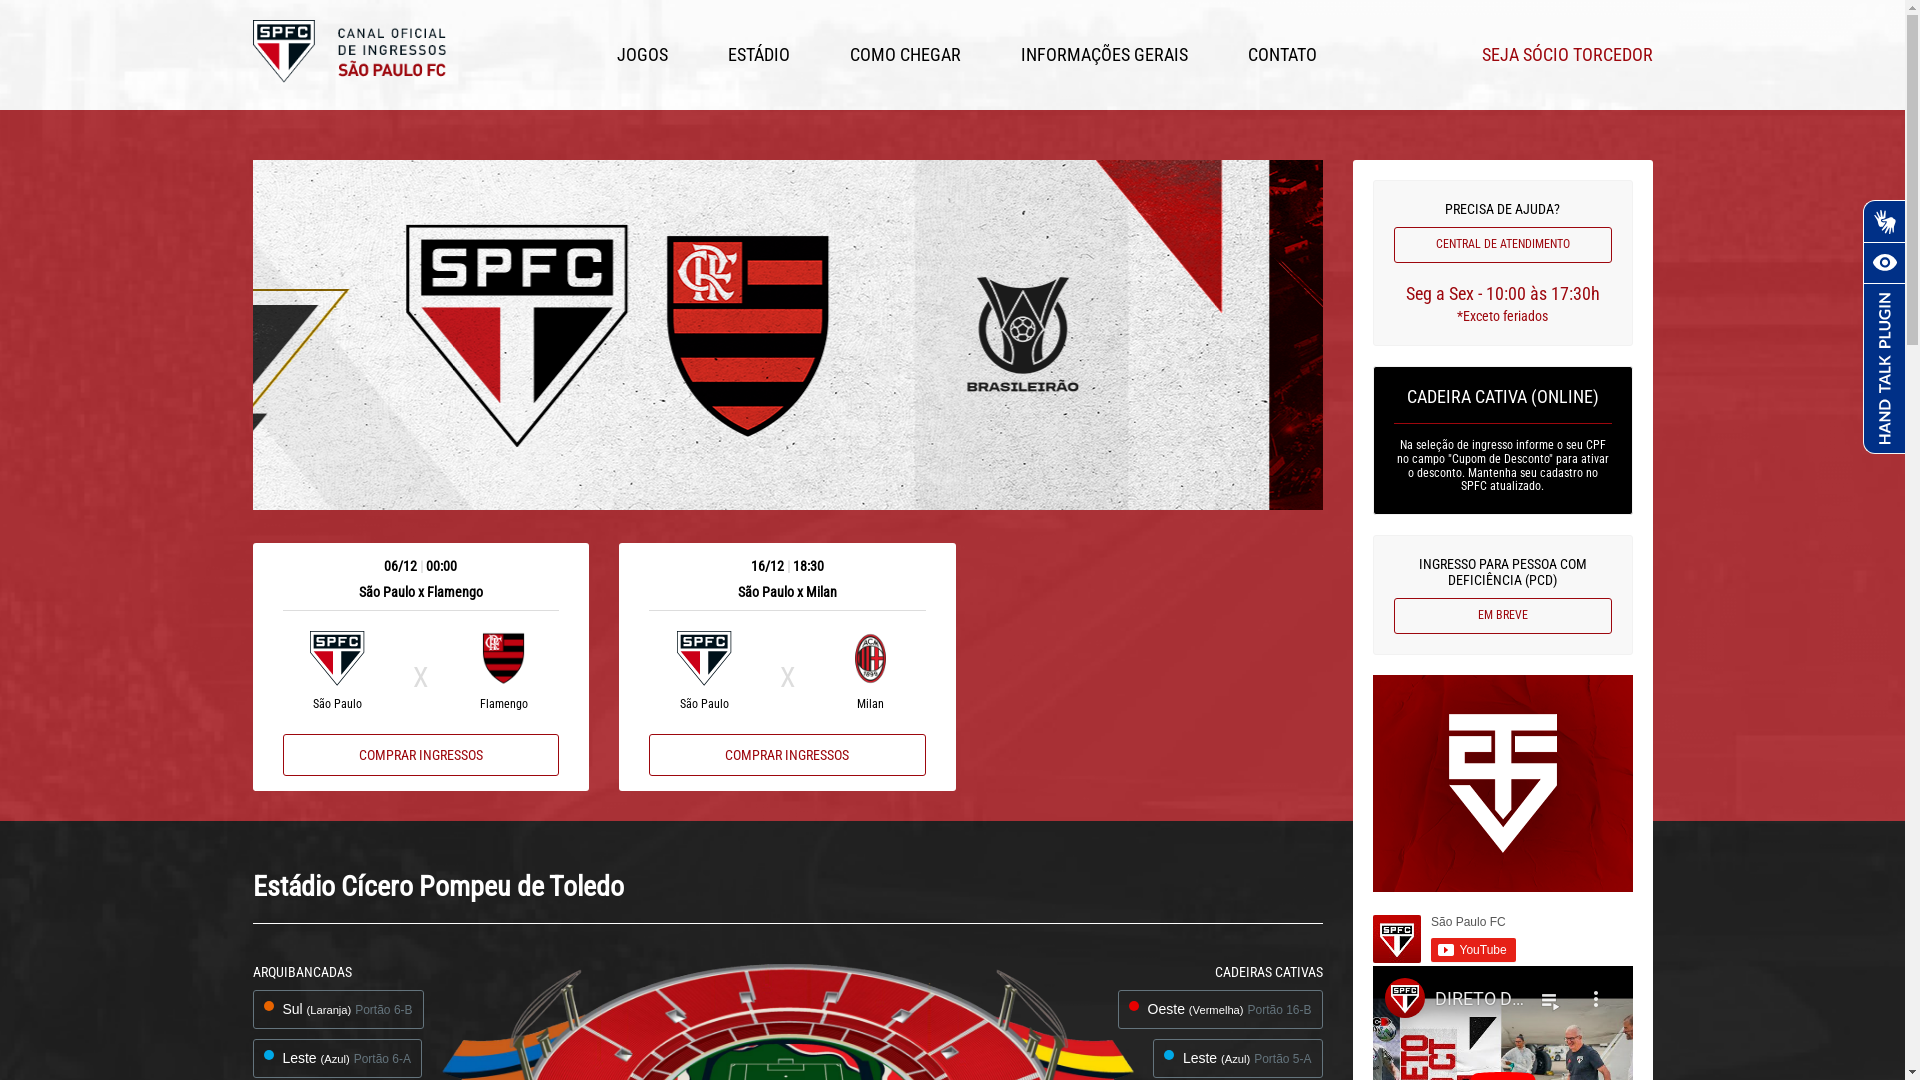 SPFC
CANAL OFICIAL
DE INGRESSOS
SÃO PAULO FC
JOGOS
ESTÁDIO
COMO CHEGAR
INFORMAÇÕES GERAIS
CONTATO
SEJA SÓCIO TORCEDOR
SPFC
CRF
BRASILEIRÃO
06/12 | 00:00
São Paulo x Flamengo
SPFC
X
São Paulo
Flamengo
COMPRAR INGRESSOS
16/12 | 18:30
São Paulo x Milan
SPFC
X
São Paulo
Milan
COMPRAR INGRESSOS
PRECISA DE AJUDA?
CENTRAL DE ATENDIMENTO
Seg a Sex - 10:00 às 17:30h
*Exceto feriados
CADEIRA CATIVA (ONLINE)
Na seleção de ingresso informe o seu CPF
no campo "Cupom de Desconto" para ativar
o desconto. Mantenha seu cadastro no
SPFC atualizado.
INGRESSO PARA PESSOA COM
DEFICIÊNCIA (PCD)
EM BREVE
HAND TALK PLUGIN
SPFC
São Paulo FC
YouTube
SPFC
DIRETO D...
Estádio Cícero Pompeu de Toledo
ARQUIBANCADAS
Sul (Laranja) Portão 6-B
Leste (Azul) Portão 6-A
CADEIRAS CATIVAS
Oeste (Vermelha) Portão 16-B
Leste (Azul) Portão 5-A